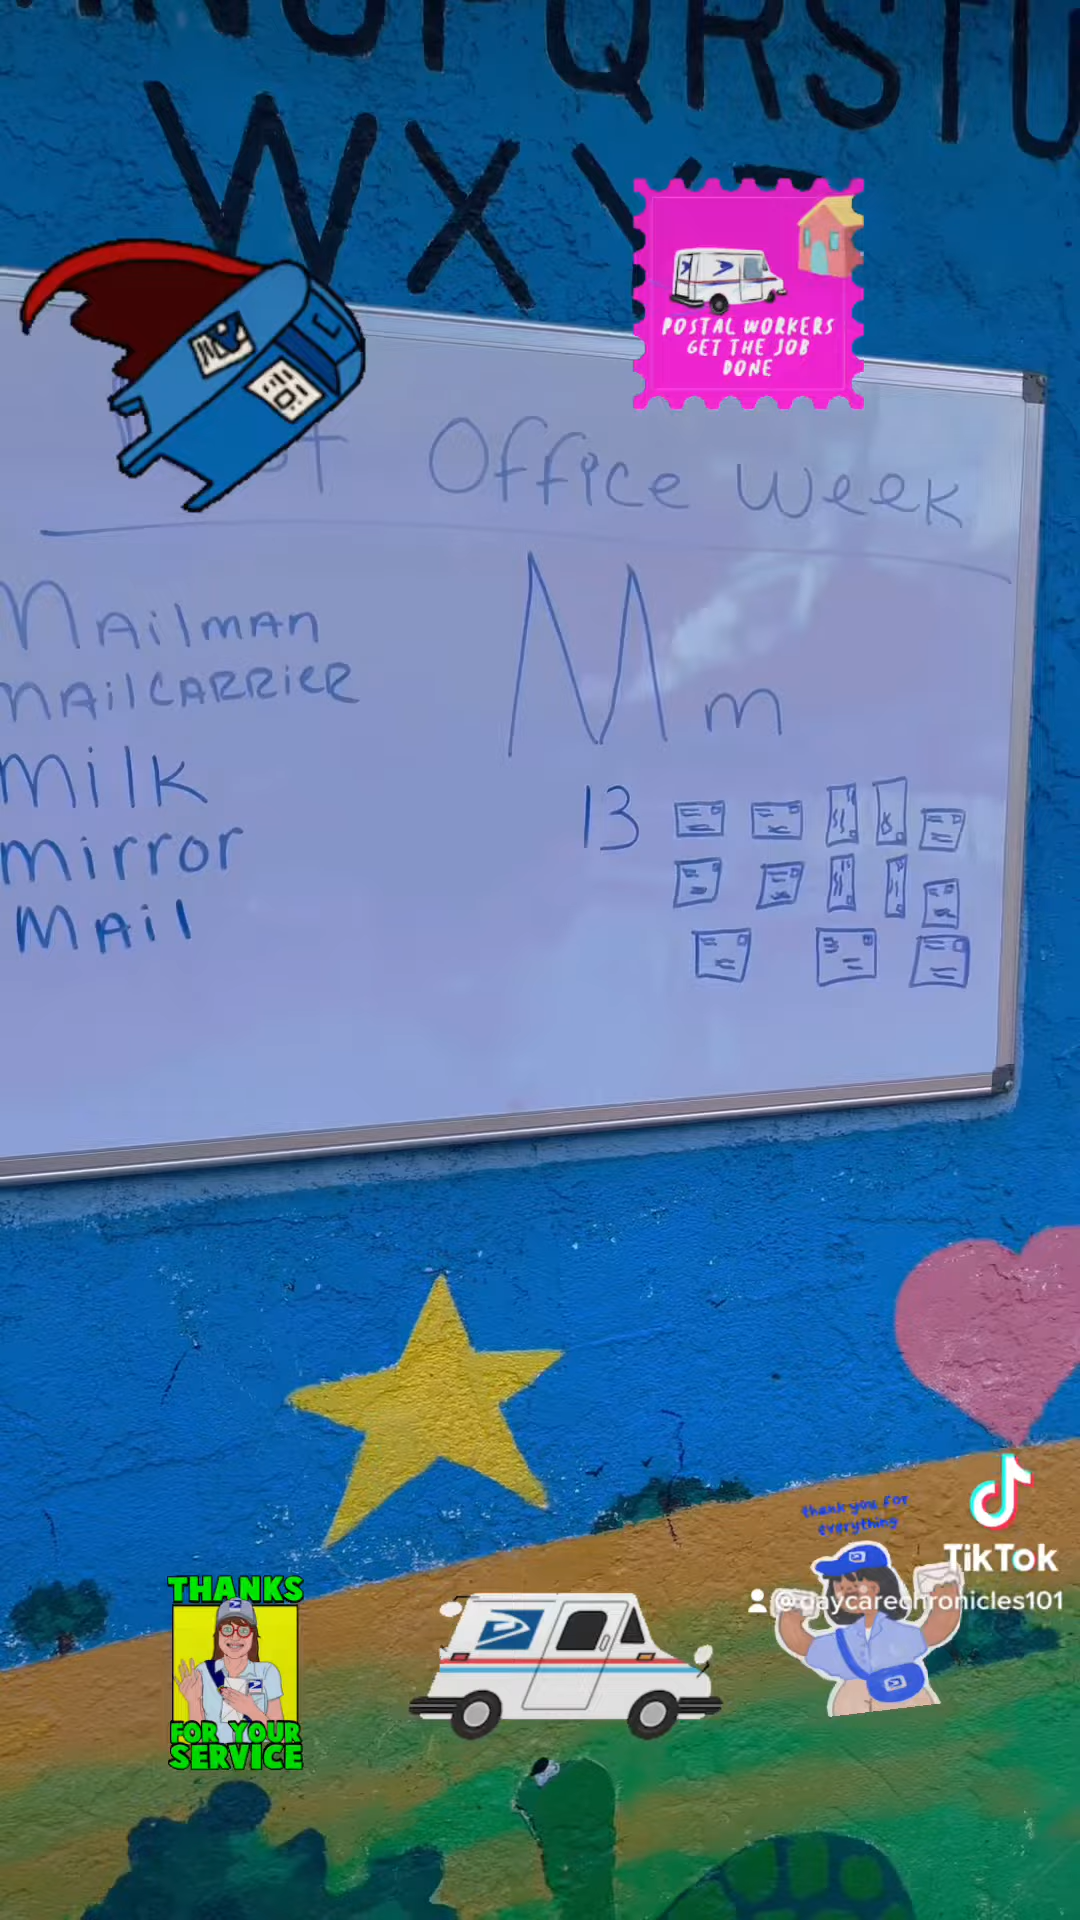 QRSTU
WXY
POSTAL WORKERS
GET THE JOB
DONE
Office Week
Mailman
MailCARRieR
Milk
mirror
Mail
M m
13
thank you for
everything
TikTok
@daycarechronicles101
THANKS
FOR YOUR
SERVICE